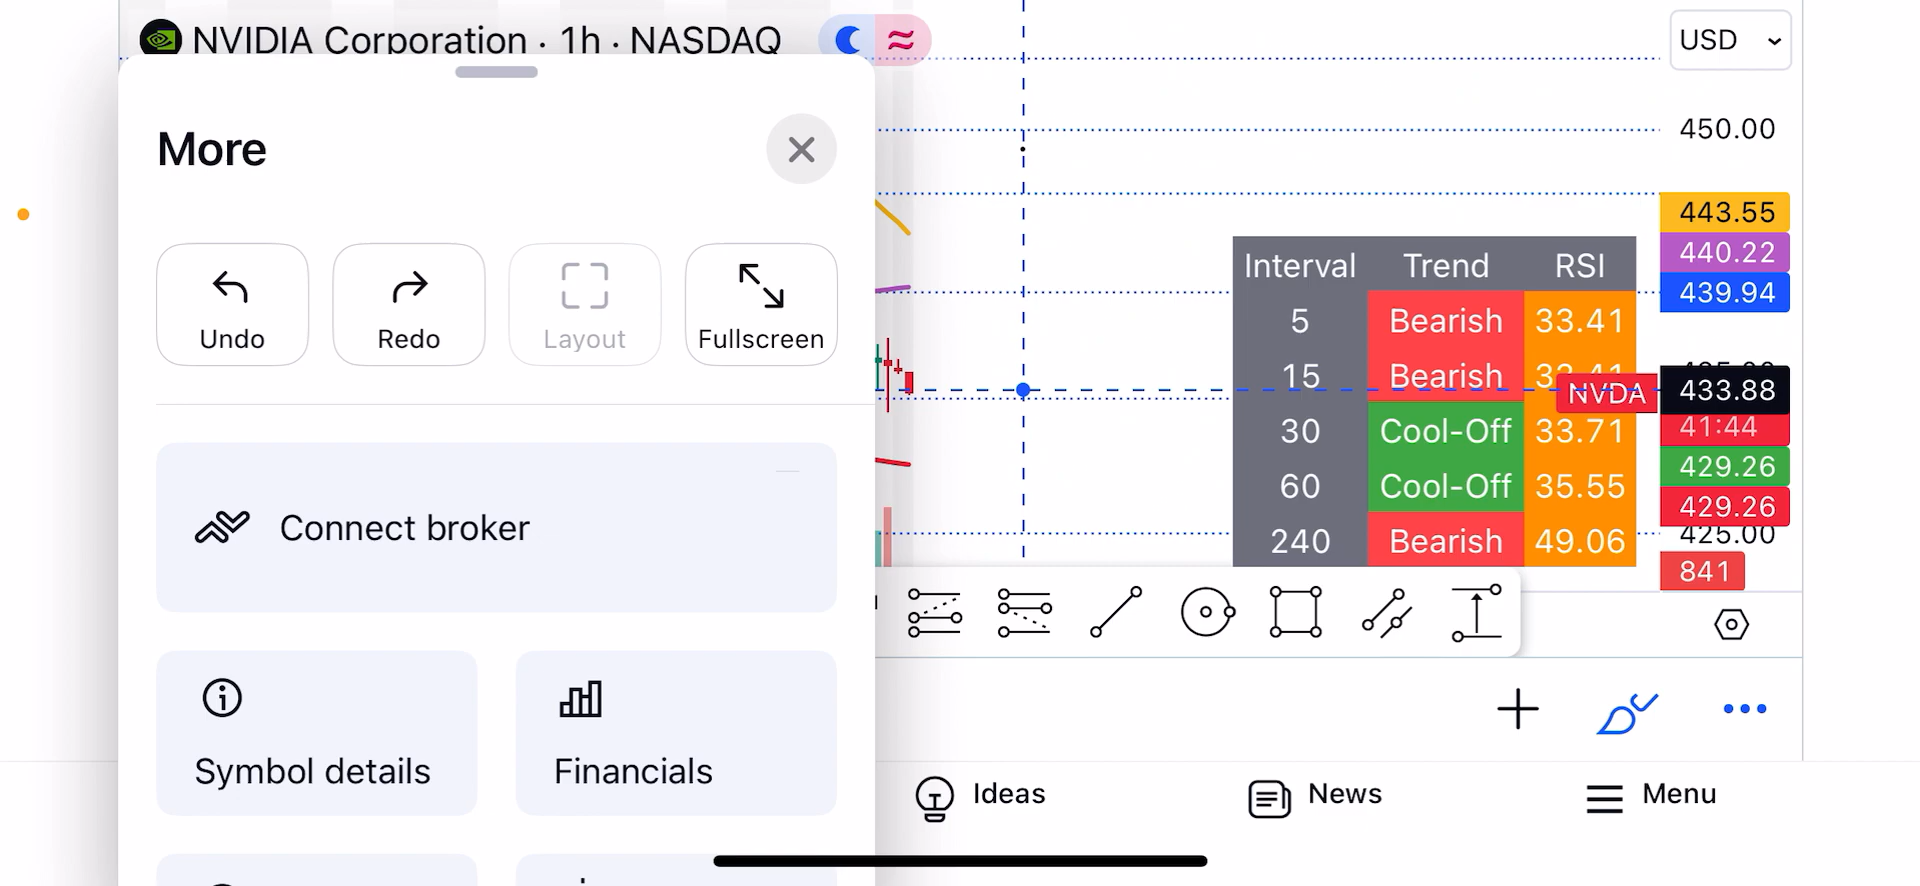 NVIDIA Corporation · 1h · NASDAQ
USD
More
Undo
Redo
Layout
Fullscreen
Connect broker
Symbol details
Financials
450.00
443.55
440.22
439.94
433.88
41:44
429.26
429.26
425.00
841
NVDA
Interval Trend RSI
5 Bearish 33.41
15 Bearish
30 Cool-Off 33.71
60 Cool-Off 35.55
240 Bearish 49.06
Ideas
News
Menu